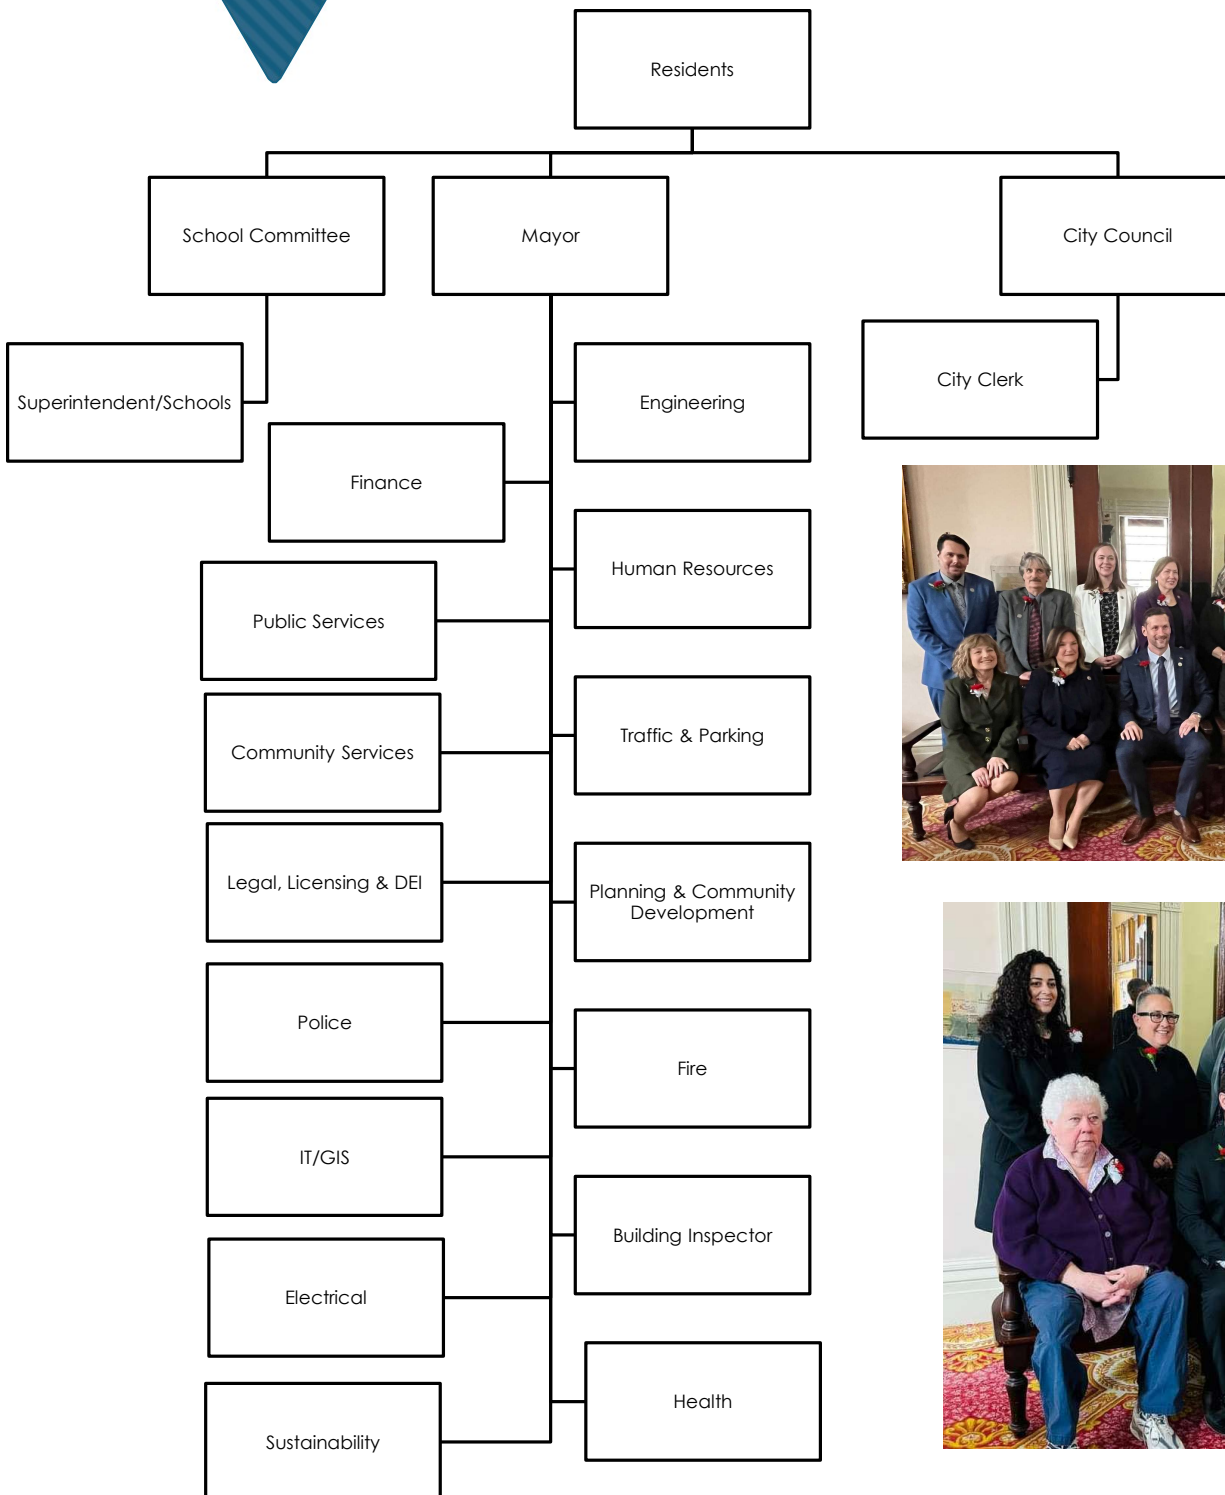 Residents
School Committee
Mayor
City Council
Superintendent/Schools
Engineering
City Clerk
Finance
Human Resources
Public Services
Traffic & Parking
Community Services
Legal, Licensing & DEI
Planning & Community
Development
Police
Fire
IT/GIS
Building Inspector
Electrical
Health
Sustainability